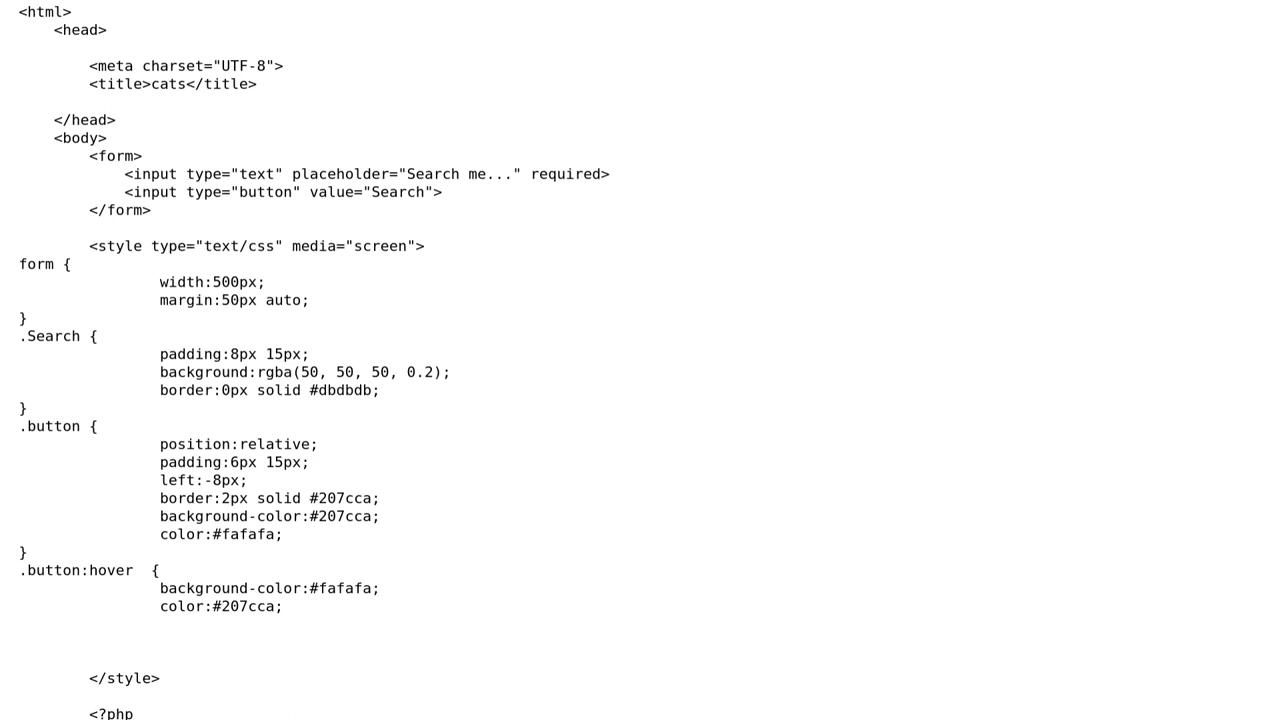 <html>
    <head>

        <meta charset="UTF-8">
        <title>cats</title>

    </head>
    <body>
        <form>
            <input type="text" placeholder="Search me..." required>
            <input type="button" value="Search">
        </form>

        <style type="text/css" media="screen">
form {
                width:500px;
                margin:50px auto;
}
.Search {
                padding:8px 15px;
                background:rgba(50, 50, 50, 0.2);
                border:0px solid #dbdbdb;
}
.button {
                position:relative;
                padding:6px 15px;
                left:-8px;
                border:2px solid #207cca;
                background-color:#207cca;
                color:#fafafa;
}
.button:hover  {
                background-color:#fafafa;
                color:#207cca;



        </style>

        <?php